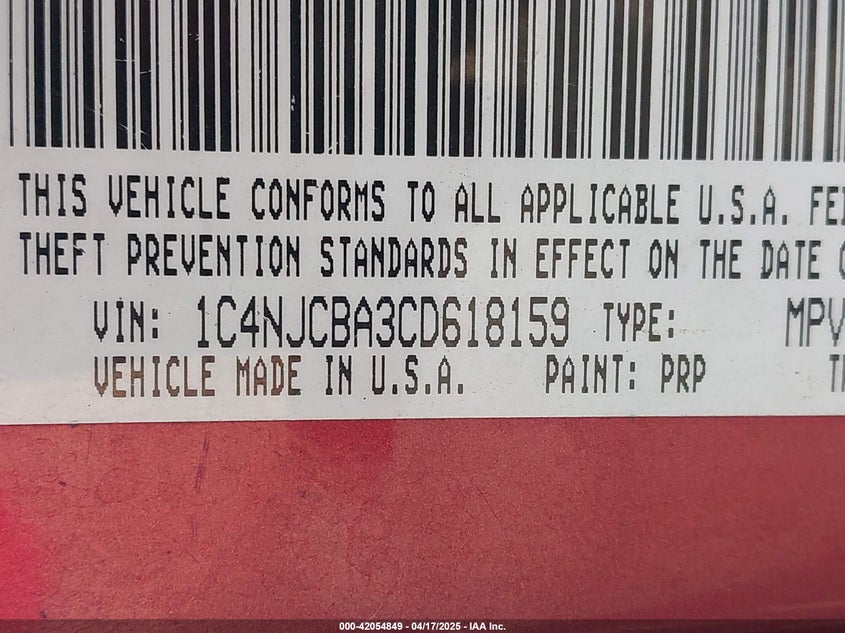 THIS VEHICLE CONFORMS TO ALL APPLICABLE U.S.A.
THEFT PREVENTION STANDARDS IN EFFECT ON THE DATE
VIN: 1C4NJCBA3CD618159 TYPE: MPV
VEHICLE MADE IN U.S.A. PAINT: PRP
000-42054849 - 04/17/2025 - IAA Inc.